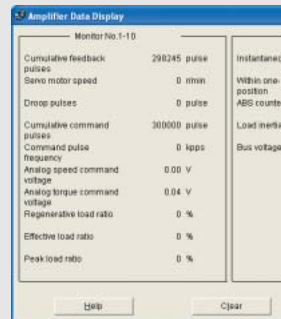 Amplifier Data Display
Monitor No.1-10
Cumulative feedback pulses 298245 pulse
Servo motor speed 0 r/min
Droop pulses 0 pulse
Cumulative command pulses 300000 pulse
Command pulse frequency 0 kpps
Analog speed command voltage 0.00 V
Analog torque command voltage 0.04 V
Regenerative load ratio 0 %
Effective load ratio 0 %
Peak load ratio 0 %
Within one-
position
ABS counte
Load inertia
Bus voltage
Help
Clear